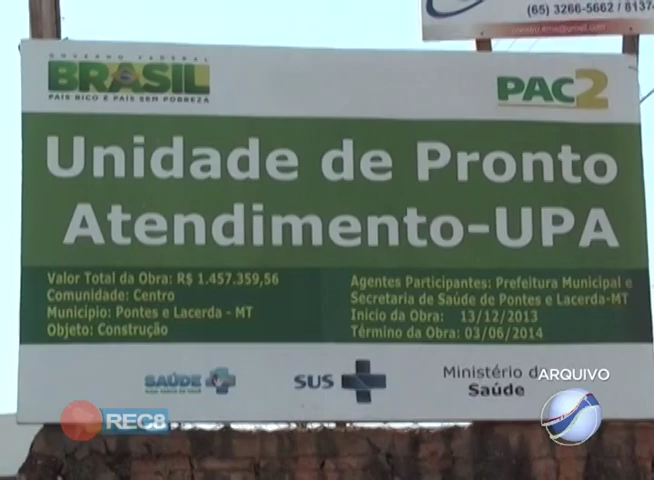 (65) 3266-5662 / 8137
GOVERNO FEDERAL
BRASIL
PAÍS RICO É PAÍS SEM POBREZA
PAC2
Unidade de Pronto
Atendimento-UPA
Valor Total da Obra: R$ 1.457.359,56
Comunidade: Centro
Municipio: Pontes e Lacerda - MT
Objeto: Construção
Agentes Participantes: Prefeitura Municipal e
Secretaria de Saúde de Pontes e Lacerda-MT
Inicio da Obra: 13/12/2013
Término da Obra: 03/06/2014
SAÚDE
SUS
Ministério d
Saúde
ARQUIVO
REC8